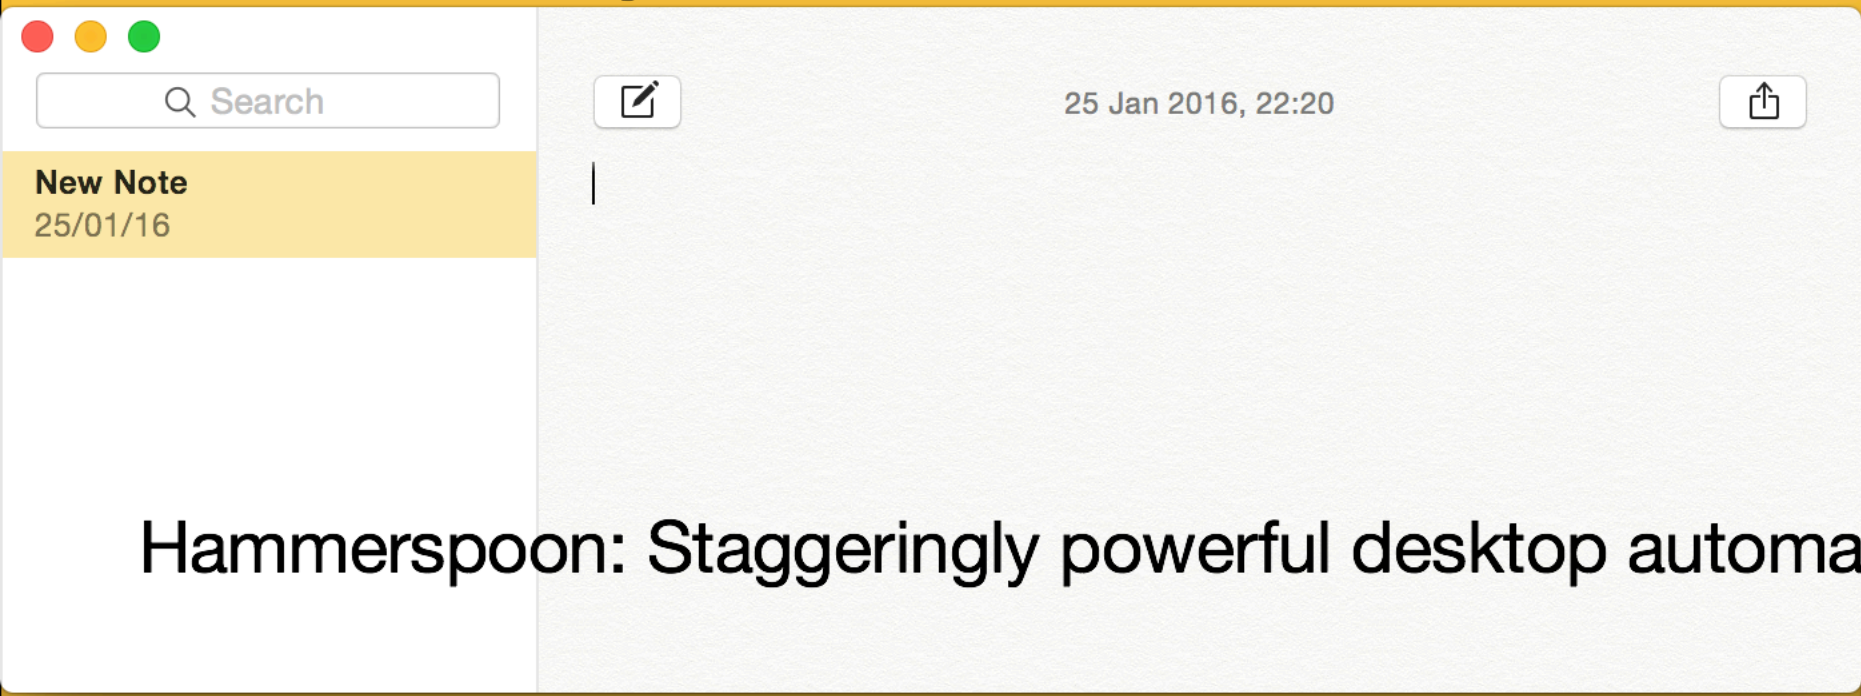 Search
25 Jan 2016, 22:20
New Note
25/01/16
Hammerspoon: Staggeringly powerful desktop automa